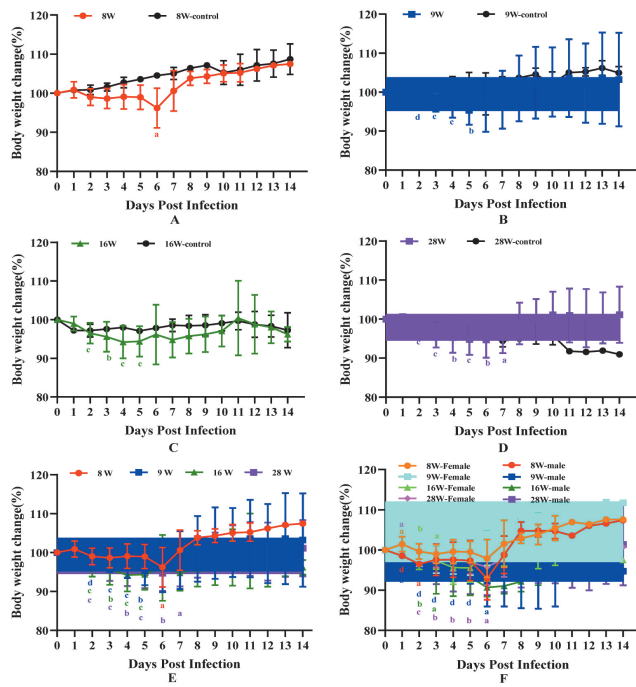 8W 8W-control
Body weight change(%)
120
110
100
90
80
a
0 1 2 3 4 5 6 7 8 9 10 11 12 13 14
Days Post Infection
A
9W 9W-control
Body weight change(%)
120
110
100
90
80
d c c b
0 1 2 3 4 5 6 7 8 9 10 11 12 13 14
Days Post Infection
B
16W 16W-control
Body weight change(%)
120
110
100
90
80
c b c c
0 1 2 3 4 5 6 7 8 9 10 11 12 13 14
Days Post Infection
C
28W 28W-control
Body weight change(%)
120
110
100
90
80
c c b c b a
0 1 2 3 4 5 6 7 8 9 10 11 12 13 14
Days Post Infection
D
8 W 9 W 16 W 28 W
Body weight change(%)
120
110
100
90
80
d c c b a a
c b c c
c c b c b
0 1 2 3 4 5 6 7 8 9 10 11 12 13 14
Days Post Infection
E
8W-Female 8W-male
9W-Female 9W-male
16W-Female 16W-male
28W-Female 28W-male
Body weight change(%)
120
110
100
90
80
0 1 2 3 4 5 6 7 8 9 10 11 12 13 14
Days Post Infection
F